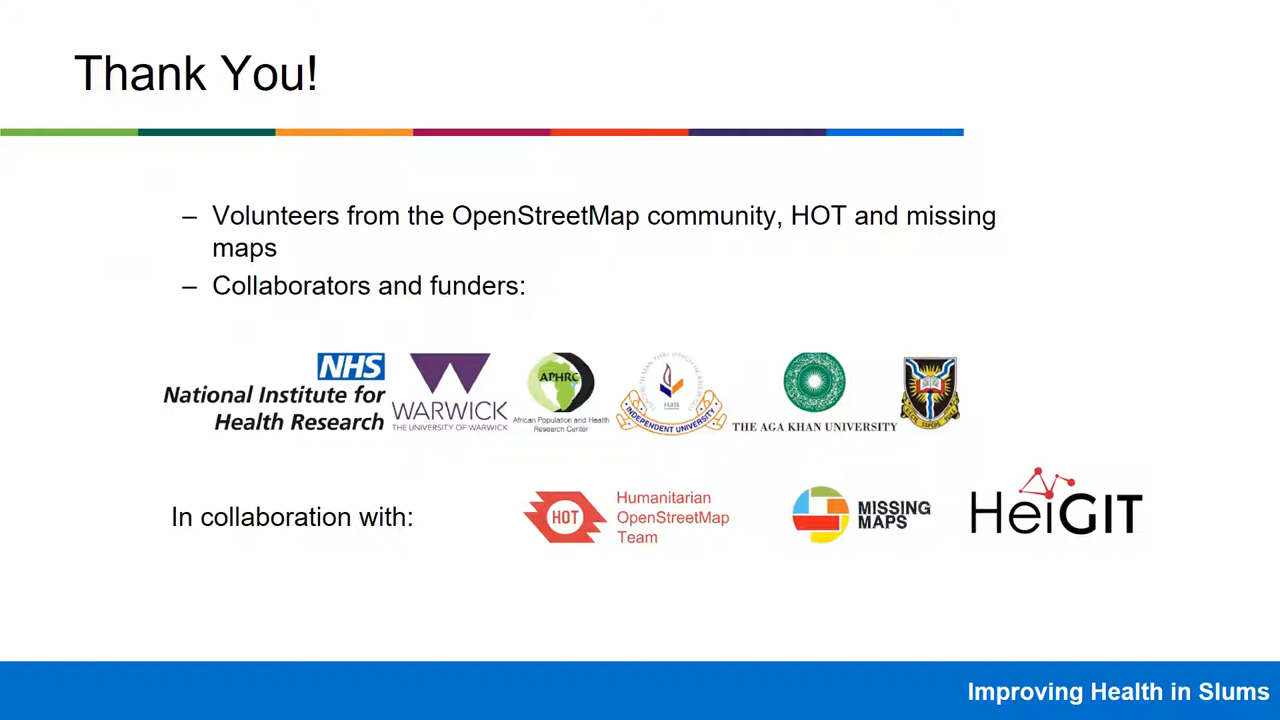 Thank You!
– Volunteers from the OpenStreetMap community, HOT and missing
maps
– Collaborators and funders:
NHS
National Institute for
Health Research
WARWICK
THE UNIVERSITY OF WARWICK
APHRC
African Population and Health
Research Center
IUB
INDEPENDENT UNIVERSITY
THE AGA KHAN UNIVERSITY
In collaboration with:
HOT
Humanitarian
OpenStreetMap
Team
MISSING
MAPS
HeiGIT
Improving Health in Slums